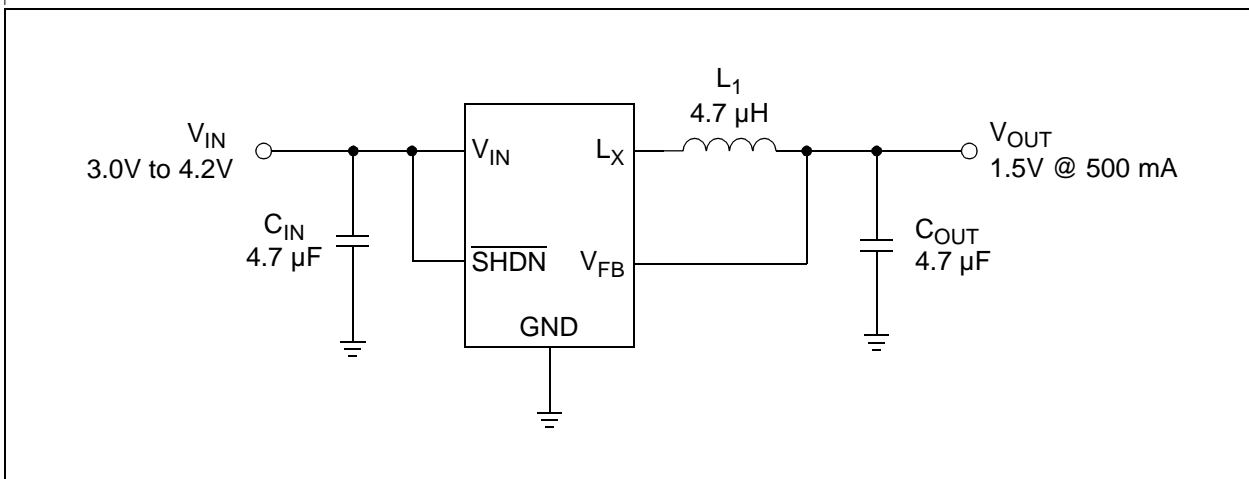 L1
4.7 µH
VIN
3.0V to 4.2V
VIN
LX
VOUT
1.5V @ 500 mA
CIN
4.7 µF
SHDN
VFB
COUT
4.7 µF
GND